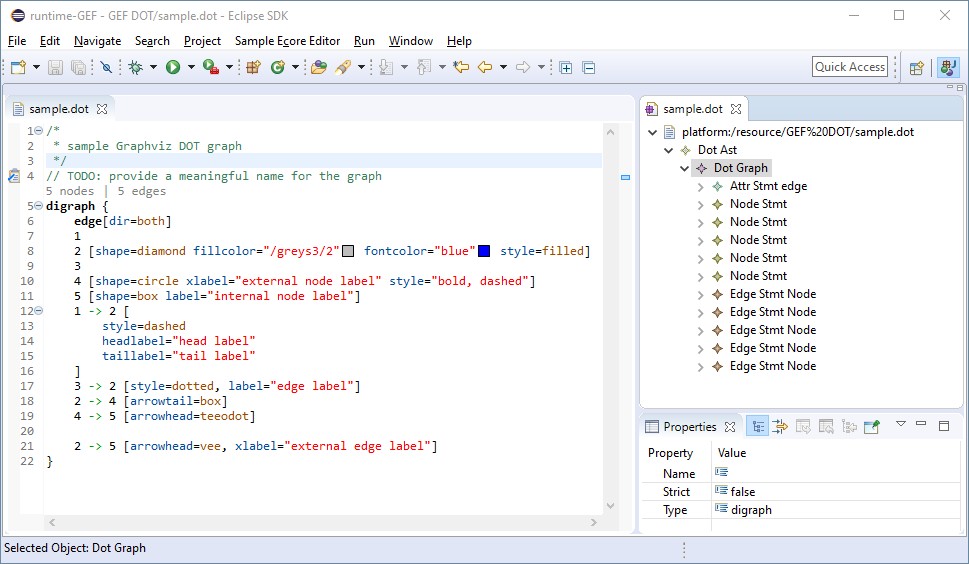 runtime-GEF - GEF DOT/sample.dot - Eclipse SDK
File Edit Navigate Search Project Sample Ecore Editor Run Window Help
Quick Access
sample.dot
1 /*
2  * sample Graphviz DOT graph
3  */
4 // TODO: provide a meaningful name for the graph
5 nodes | 5 edges
5 digraph {
6     edge[dir=both]
7     1
8     2 [shape=diamond fillcolor="/greys3/2" fontcolor="blue" style=filled]
9     3
10     4 [shape=circle xlabel="external node label" style="bold, dashed"]
11     5 [shape=box label="internal node label"]
12     1 -> 2 [
13         style=dashed
14         headlabel="head label"
15         taillabel="tail label"
16     ]
17     3 -> 2 [style=dotted, label="edge label"]
18     2 -> 4 [arrowtail=box]
19     4 -> 5 [arrowhead=teeodot]
20
21     2 -> 5 [arrowhead=vee, xlabel="external edge label"]
22 }
sample.dot
platform:/resource/GEF%20DOT/sample.dot
Dot Ast
Dot Graph
Attr Stmt edge
Node Stmt
Node Stmt
Node Stmt
Node Stmt
Node Stmt
Edge Stmt Node
Edge Stmt Node
Edge Stmt Node
Edge Stmt Node
Edge Stmt Node
Properties
Property Value
Name
Strict false
Type digraph
Selected Object: Dot Graph